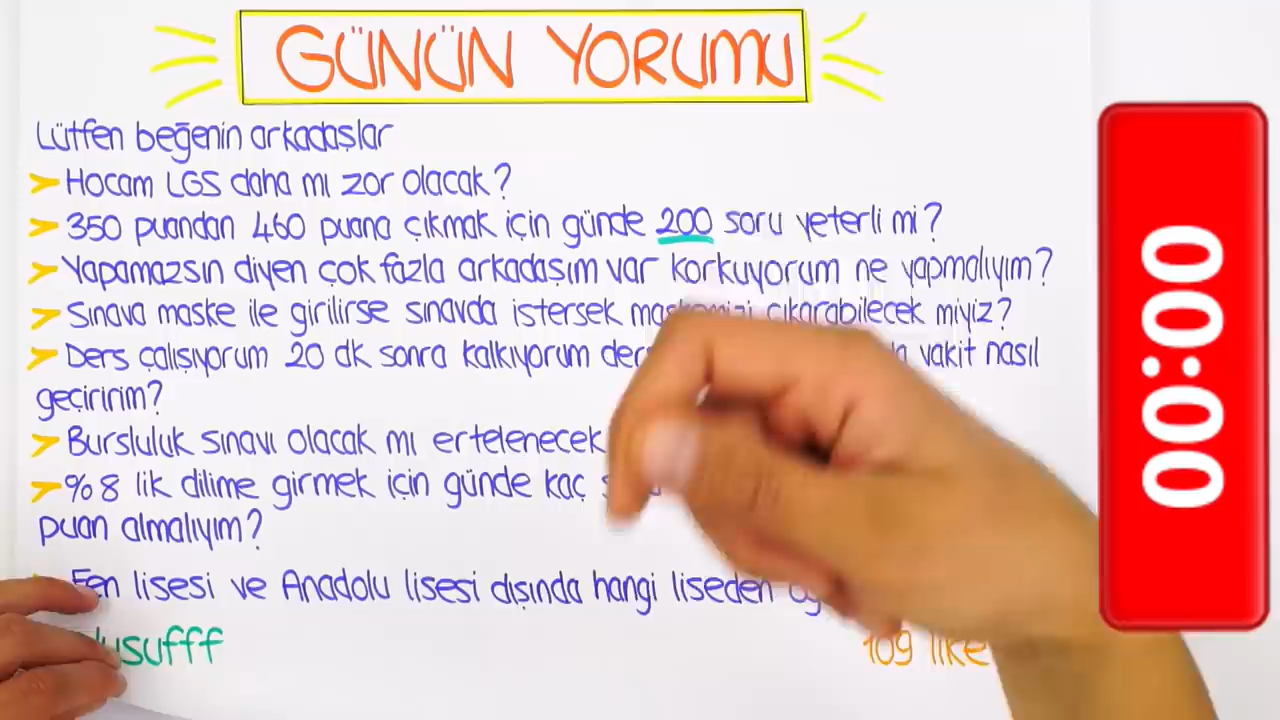 GÜNÜN YORUMU
Lütfen beğenin arkadaşlar
➤ Hocam LGS daha mı zor olacak?
➤ 350 puandan 460 puana çıkmak için günde 200 soru yeterli mi?
➤ Yapamazsın diyen çok fazla arkadaşım var korkuyorum ne yapmalıyım?
➤ Sınava maske ile girilirse sınavda istersek maskemizi çıkarabilecek miyiz?
➤ Ders çalışıyorum 20 dk sonra kalkıyorum vakit nasıl
geçiririm?
➤ Bursluluk sınavı olacak mı ertelenecek
➤ %8 lik dilime girmek için günde kaç
puan almalıyım?
Fen lisesi ve Anadolu lisesi dışında hangi liseden
109 like
00:00